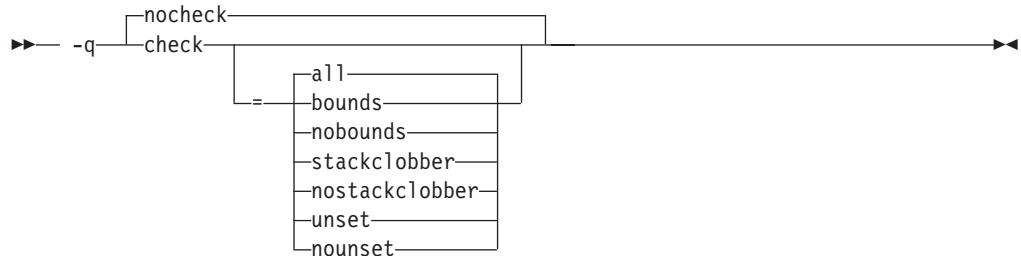 nocheck
-q check
all
= bounds
nobounds
stackclobber
nostackclobber
unset
nounset